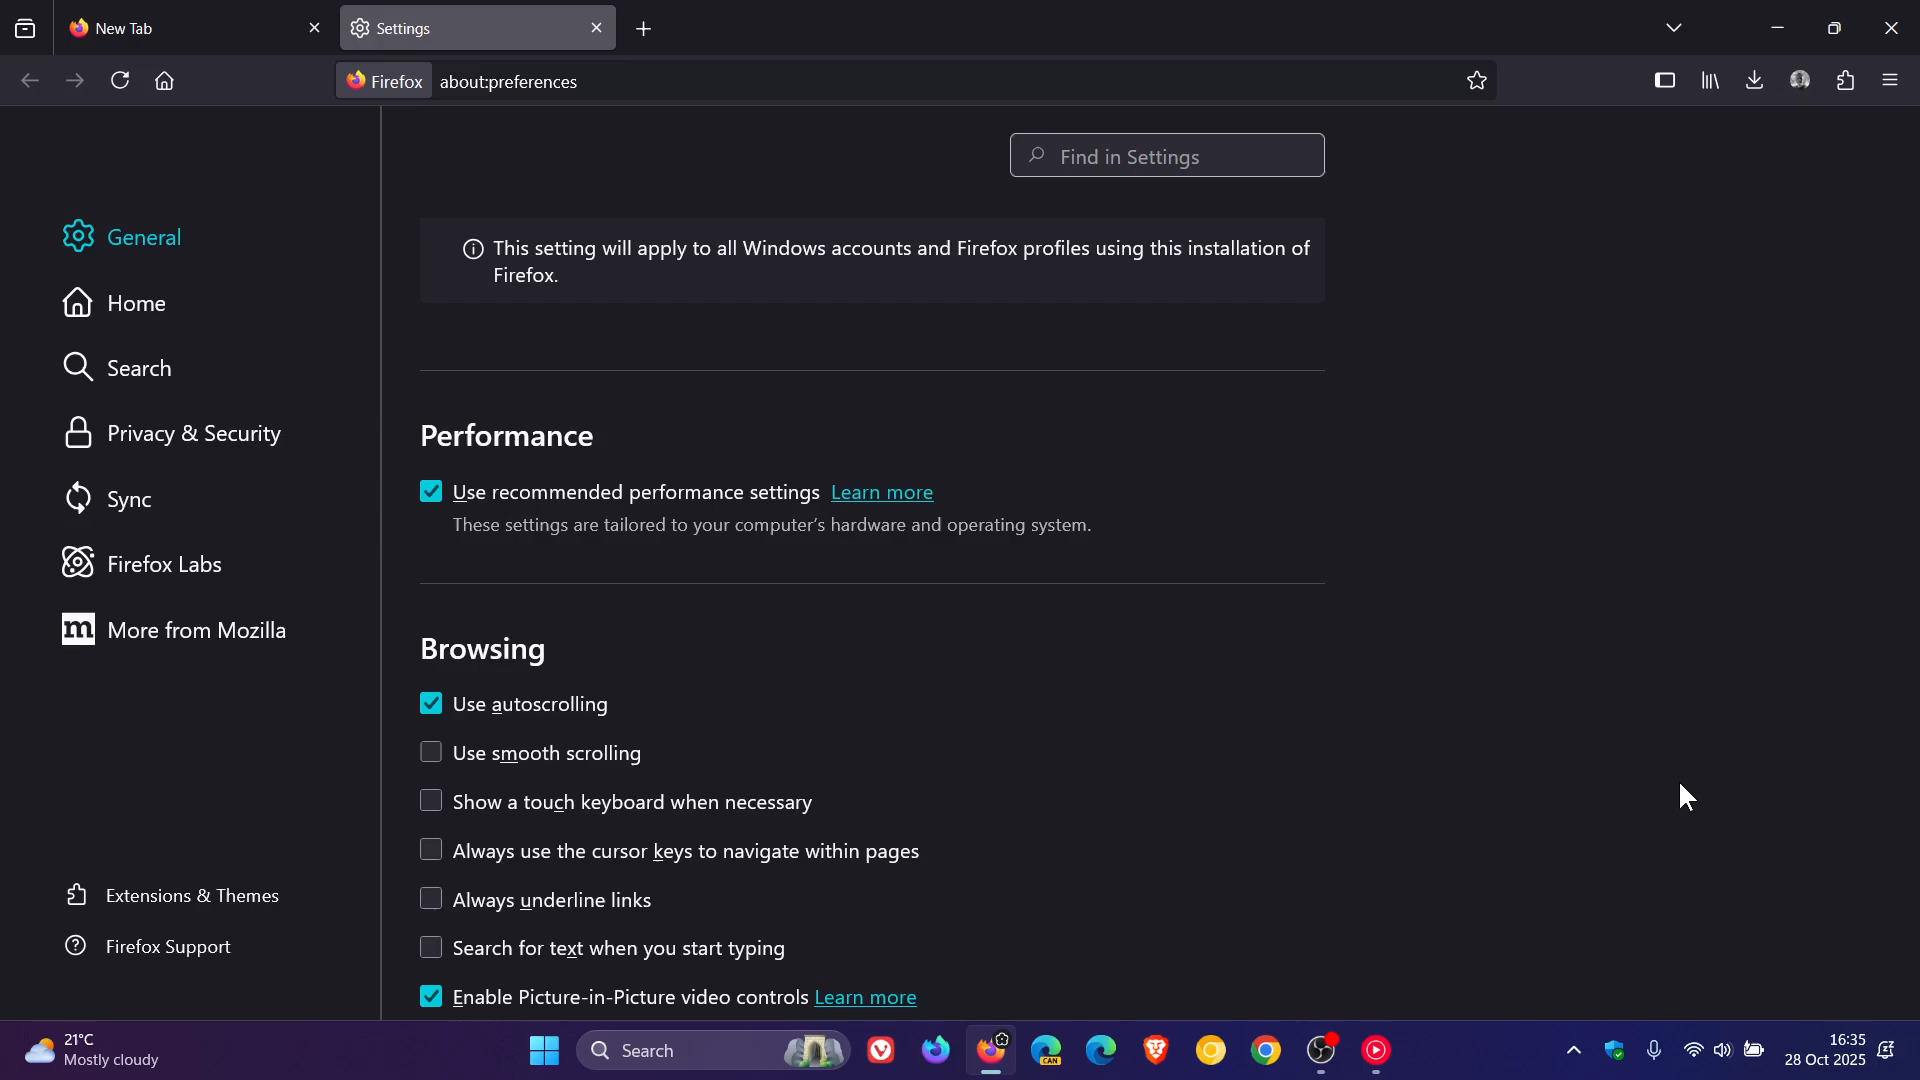 New Tab
Settings
Firefox about:preferences
Find in Settings
General
Home
Search
Privacy & Security
Sync
Firefox Labs
More from Mozilla
Extensions & Themes
Firefox Support
This setting will apply to all Windows accounts and Firefox profiles using this installation of
Firefox.
Performance
Use recommended performance settings Learn more
These settings are tailored to your computer's hardware and operating system.
Browsing
Use autoscrolling
Use smooth scrolling
Show a touch keyboard when necessary
Always use the cursor keys to navigate within pages
Always underline links
Search for text when you start typing
Enable Picture-in-Picture video controls Learn more
21°C
Mostly cloudy
Search
CAN
16:35
28 Oct 2025